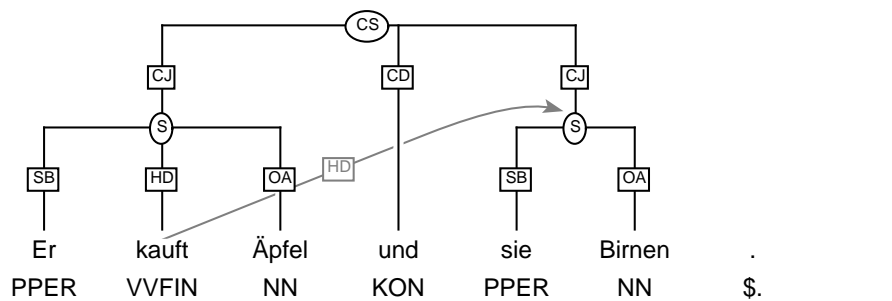 CS
CJ CD CJ
S S
HD
SB HD OA SB OA
Er kauft Äpfel und sie Birnen .
PPER VVFIN NN KON PPER NN $.